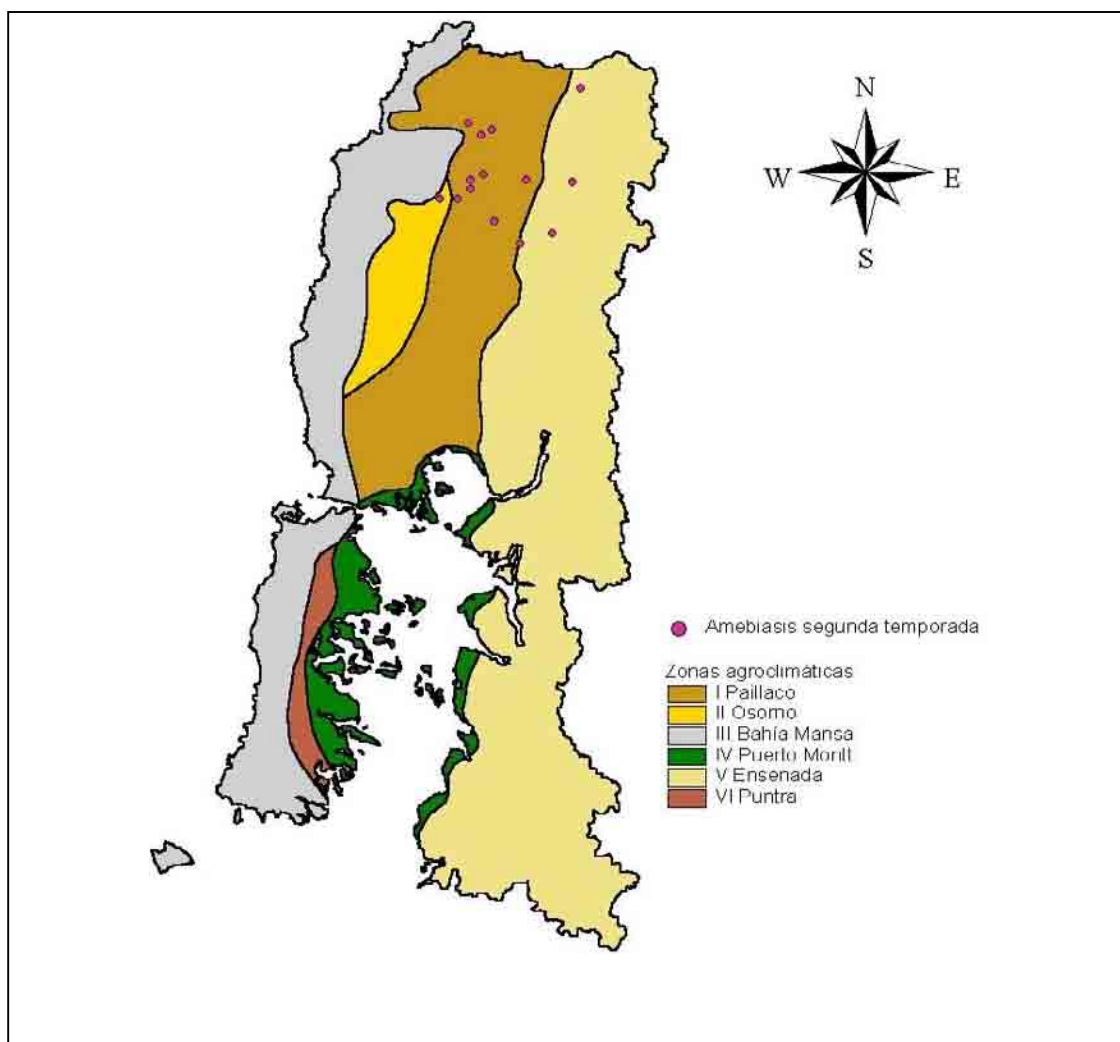 N
W E
S
Amebiasis segunda temporada
Zonas agroclimáticas
I Paillaco
II Osorno
III Bahía Mansa
IV Puerto Montt
V Ensenada
VI Puntra